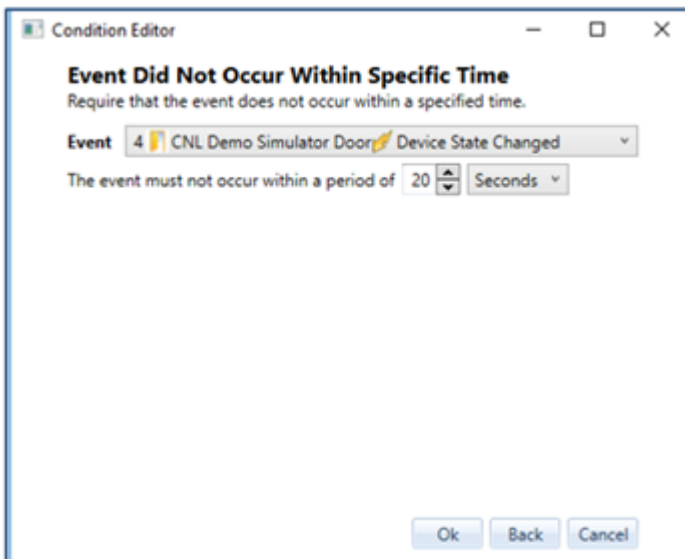 Condition Editor
Event Did Not Occur Within Specific Time
Require that the event does not occur within a specified time.
Event 4 CNL Demo Simulator Door Device State Changed
The event must not occur within a period of 20 Seconds
Ok Back Cancel